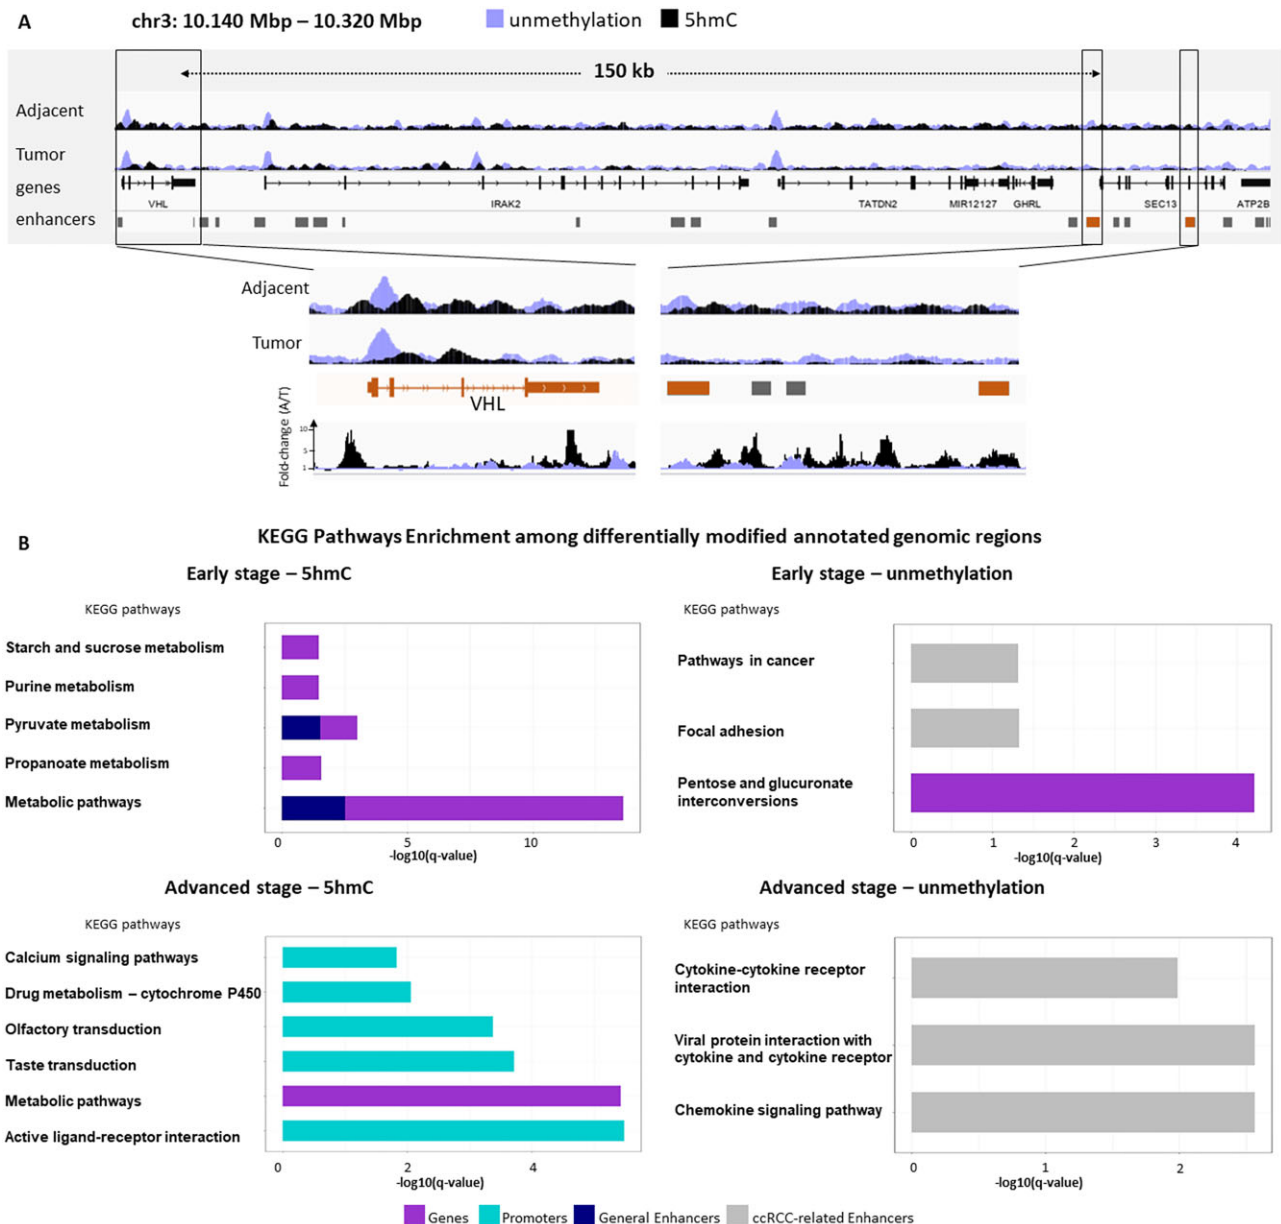 A
chr3: 10.140 Mbp – 10.320 Mbp
unmethylation
5hmC
150 kb
Adjacent
Tumor
genes
VHL
IRAK2
TATDN2
MIR12127
GHRL
SEC13
ATP2B
enhancers
Adjacent
Tumor
VHL
Fold-change (A/T)
10
5
1
B
KEGG Pathways Enrichment among differentially modified annotated genomic regions
Early stage – 5hmC
KEGG pathways
Starch and sucrose metabolism
Purine metabolism
Pyruvate metabolism
Propanoate metabolism
Metabolic pathways
0 5 10
-log10(q-value)
Early stage – unmethylation
KEGG pathways
Pathways in cancer
Focal adhesion
Pentose and glucuronate
interconversions
0 1 2 3 4
-log10(q-value)
Advanced stage – 5hmC
KEGG pathways
Calcium signaling pathways
Drug metabolism – cytochrome P450
Olfactory transduction
Taste transduction
Metabolic pathways
Active ligand-receptor interaction
0 2 4
-log10(q-value)
Advanced stage – unmethylation
KEGG pathways
Cytokine-cytokine receptor
interaction
Viral protein interaction with
cytokine and cytokine receptor
Chemokine signaling pathway
0 1 2
-log10(q-value)
Genes
Promoters
General Enhancers
ccRCC-related Enhancers